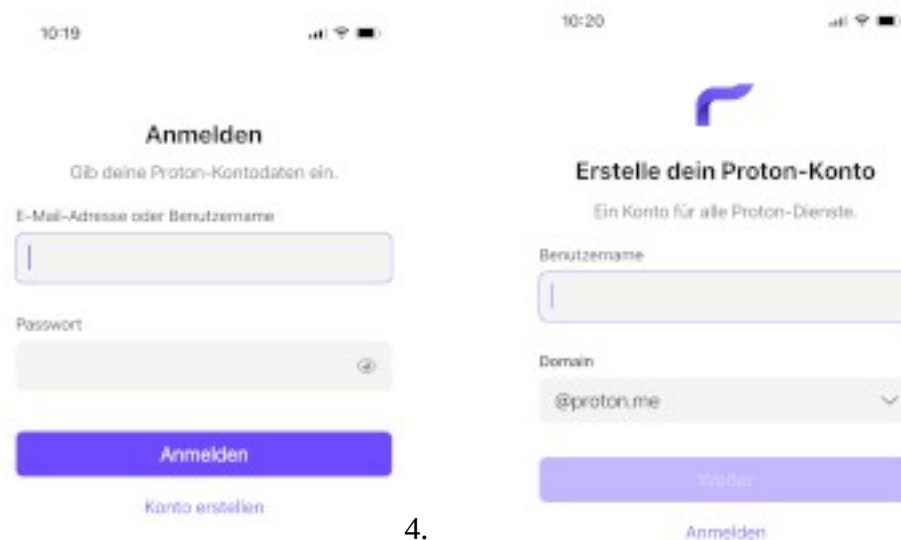 10:19
Anmelden
Gib deine Proton-Kontodaten ein.
E-Mail-Adresse oder Benutzername
Passwort
Anmelden
Konto erstellen
4.
10:20
Erstelle dein Proton-Konto
Ein Konto für alle Proton-Dienste.
Benutzername
Domain
@proton.me
Weiter
Anmelden